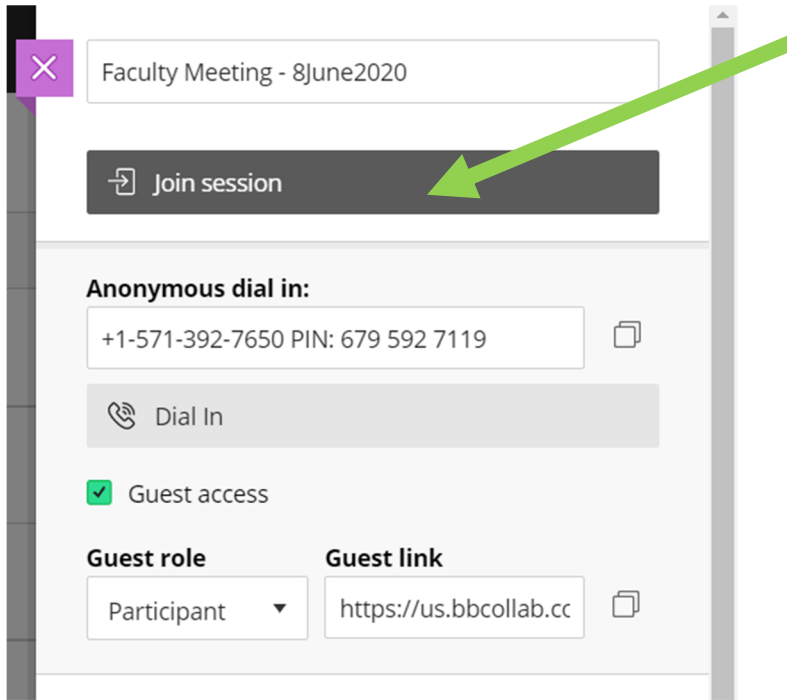 Faculty Meeting - 8June2020
Join session
Anonymous dial in:
+1-571-392-7650 PIN: 679 592 7119
Dial In
Guest access
Guest role Guest link
Participant https://us.bbcollab.cc